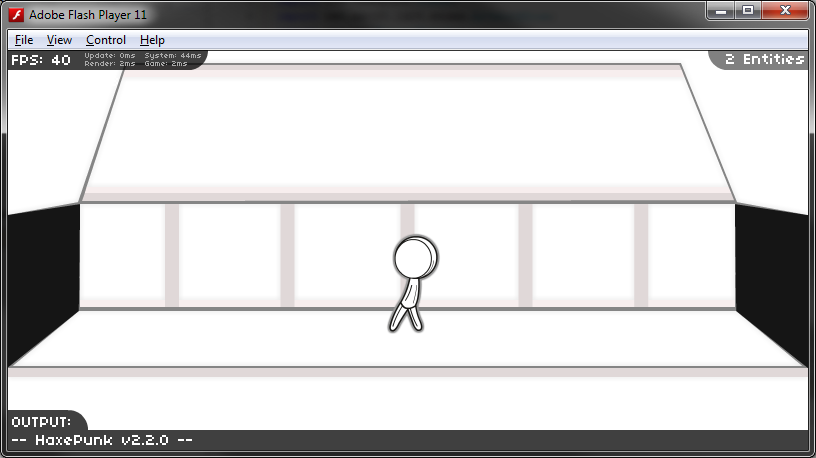 Adobe Flash Player 11
File View Control Help
FPS: 40 Update: 0ms System: 44ms
Render: 2ms Game: 2ms
2 Entities
OUTPUT:
-- HaxePunk v2.2.0 --